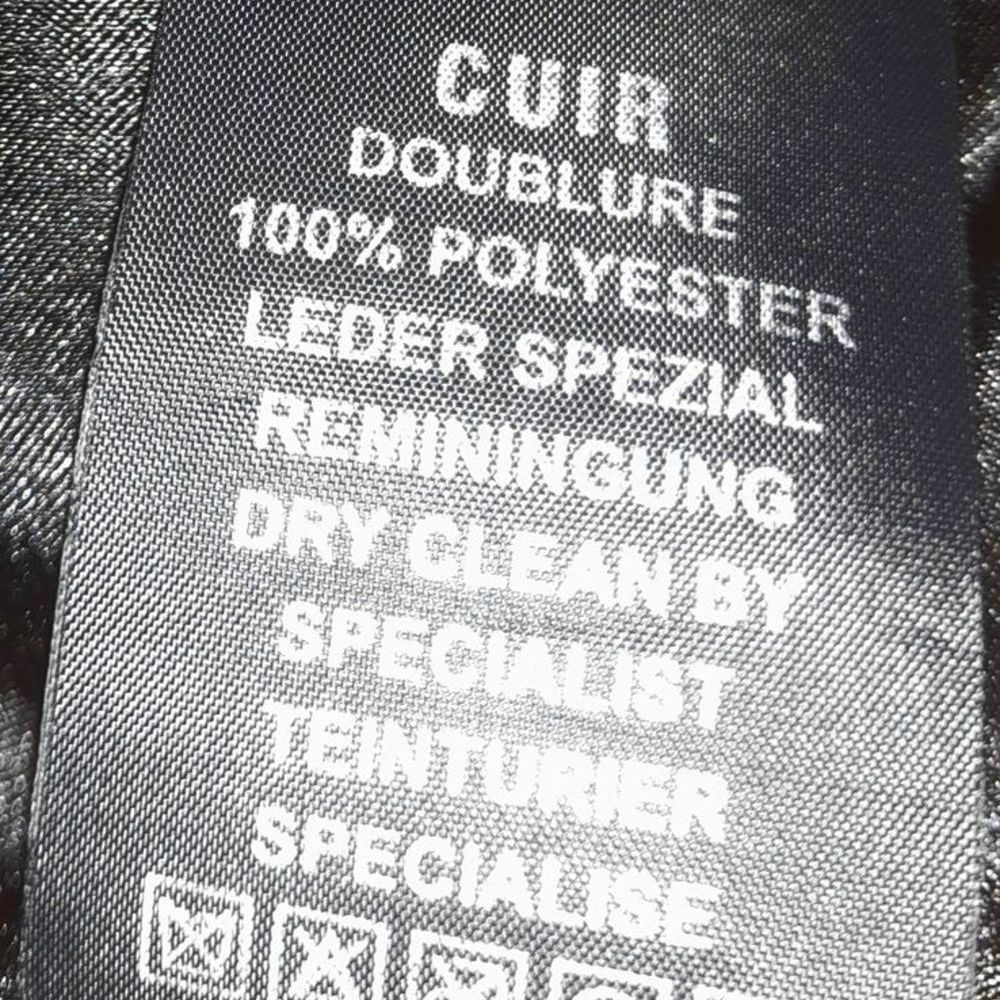 CUIR
DOUBLURE
100% POLYESTER
LEDER SPEZIAL
REMININGUNG
DRY CLEAN BY
SPECIALIST
TEINTURIER
SPECIALISE